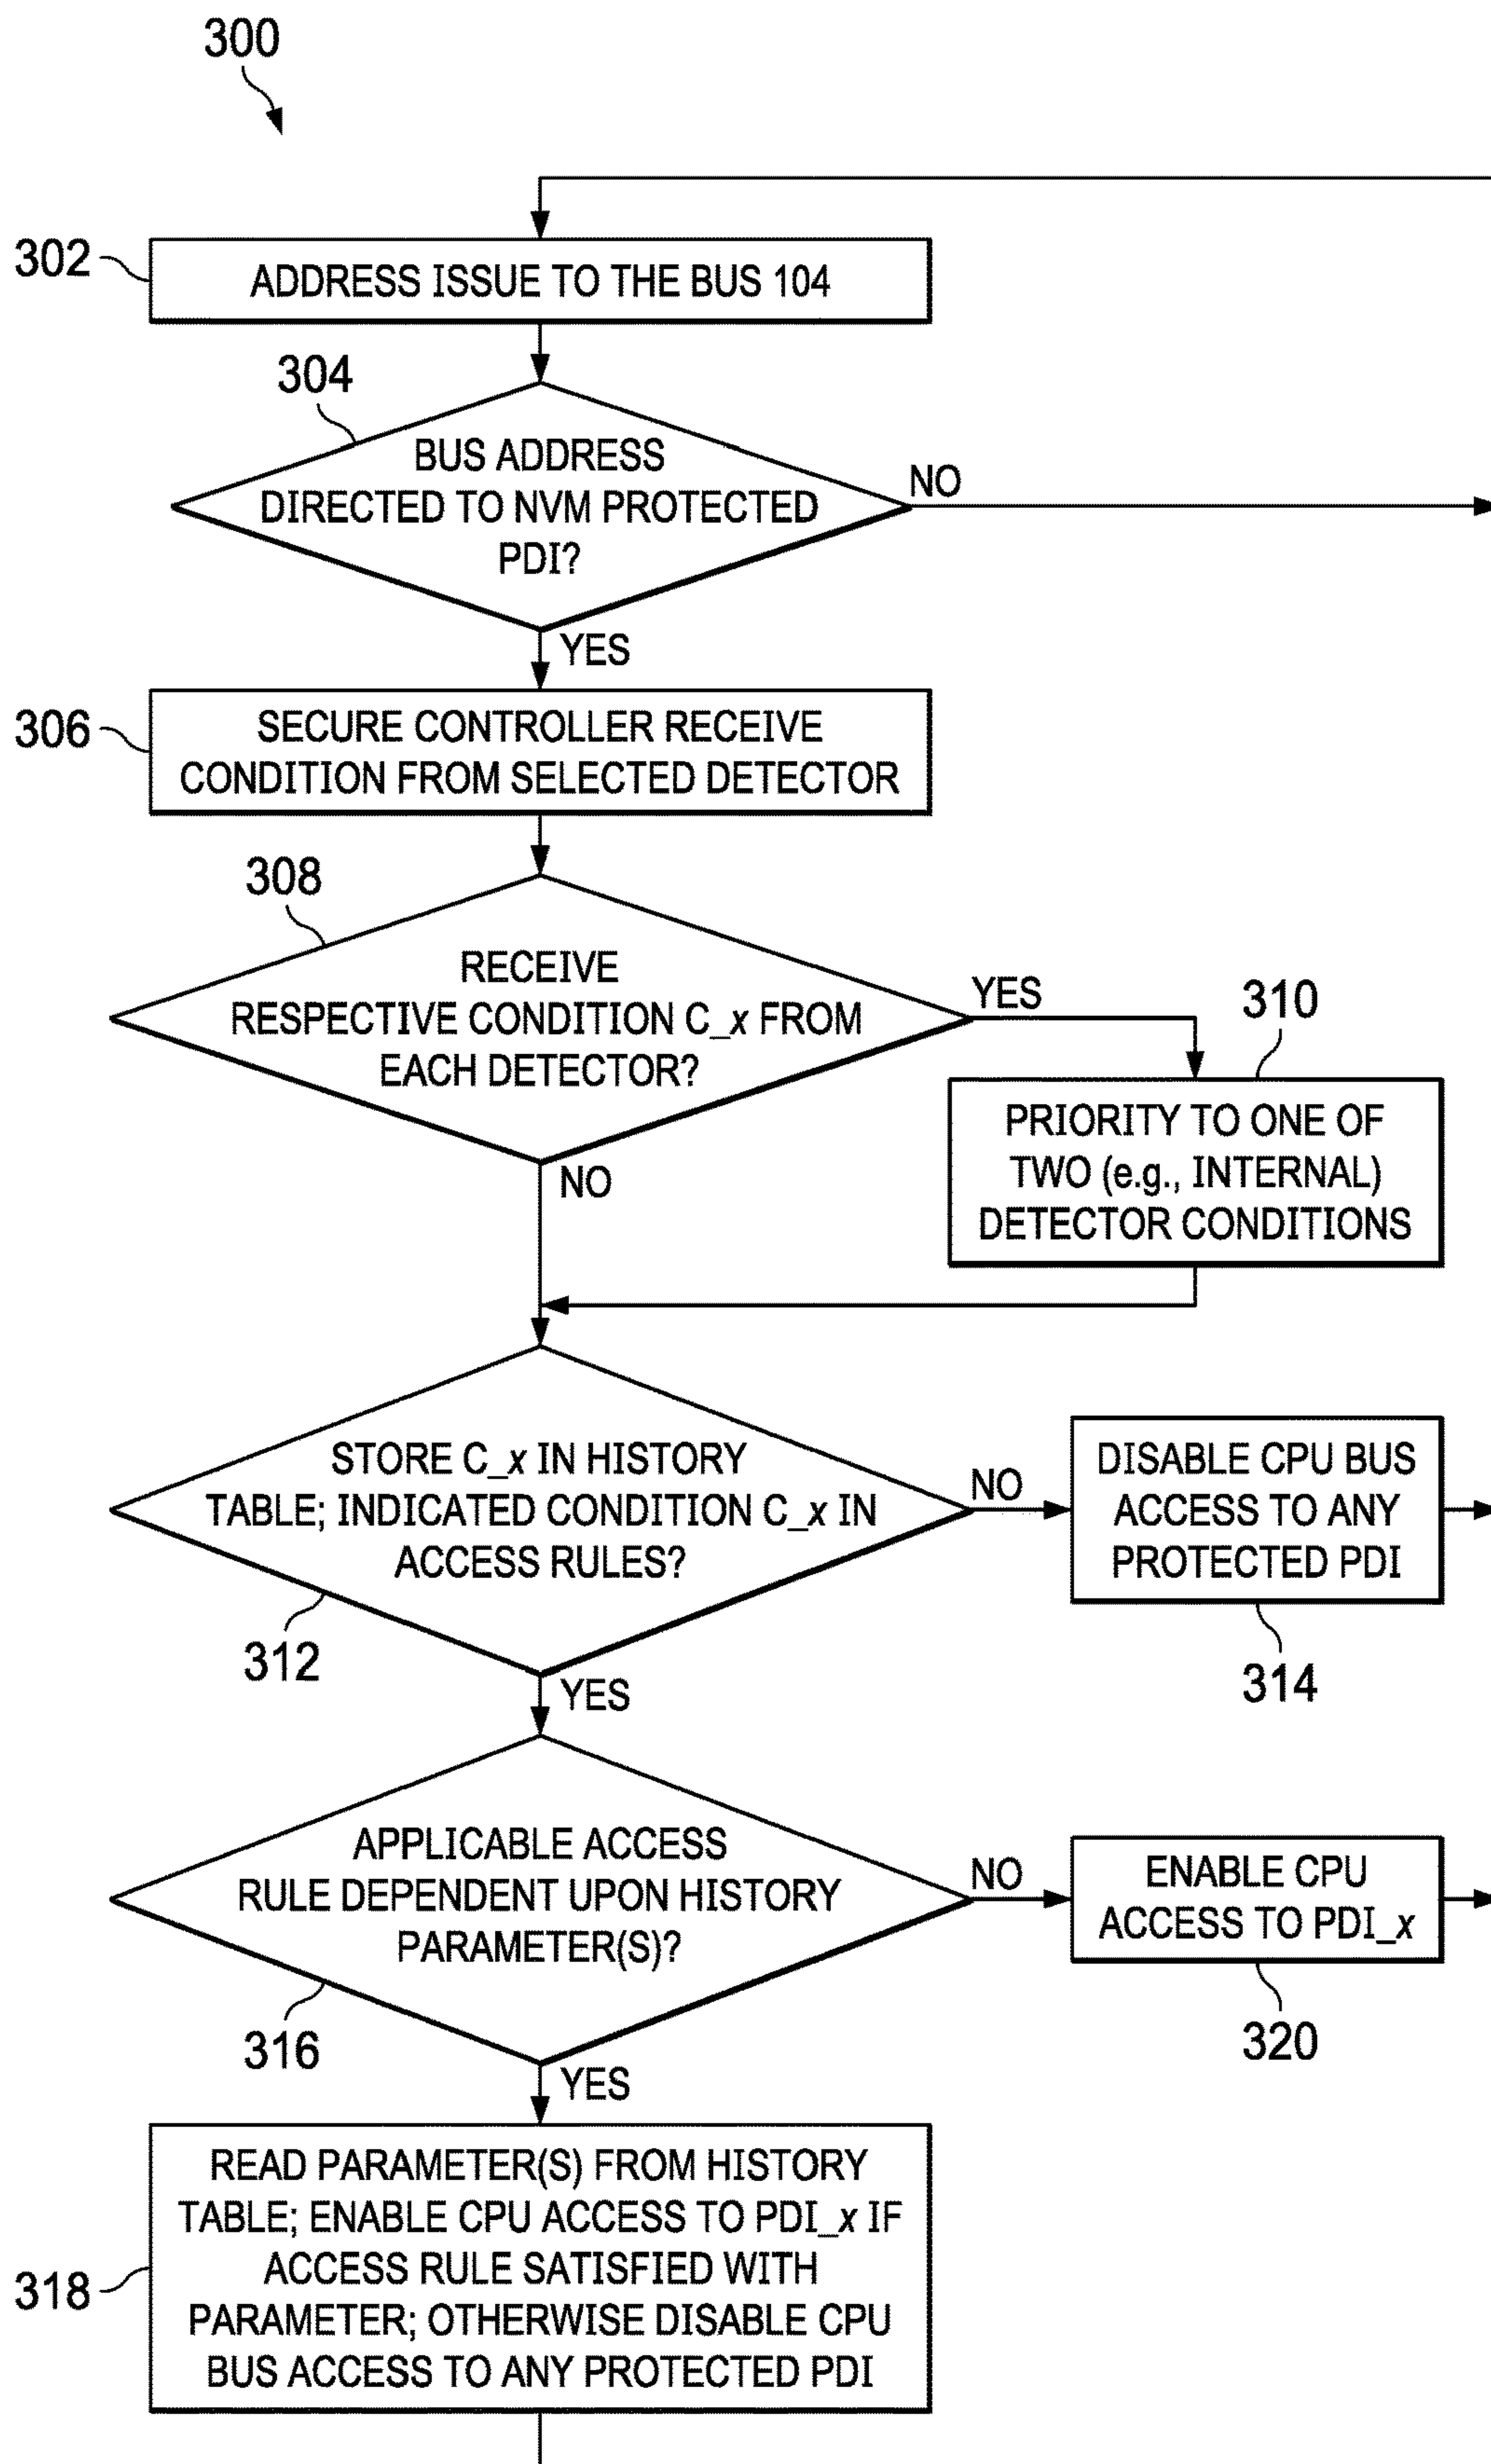 300
302
ADDRESS ISSUE TO THE BUS 104
304
BUS ADDRESS
DIRECTED TO NVM PROTECTED
PDI?
NO
YES
306
SECURE CONTROLLER RECEIVE
CONDITION FROM SELECTED DETECTOR
308
RECEIVE
RESPECTIVE CONDITION C_x FROM
EACH DETECTOR?
YES
NO
310
PRIORITY TO ONE OF
TWO (e.g., INTERNAL)
DETECTOR CONDITIONS
STORE C_x IN HISTORY
TABLE; INDICATED CONDITION C_x IN
ACCESS RULES?
312
NO
YES
DISABLE CPU BUS
ACCESS TO ANY
PROTECTED PDI
314
APPLICABLE ACCESS
RULE DEPENDENT UPON HISTORY
PARAMETER(S)?
316
NO
YES
ENABLE CPU
ACCESS TO PDI_x
320
READ PARAMETER(S) FROM HISTORY
TABLE; ENABLE CPU ACCESS TO PDI_x IF
ACCESS RULE SATISFIED WITH
PARAMETER; OTHERWISE DISABLE CPU
BUS ACCESS TO ANY PROTECTED PDI
318